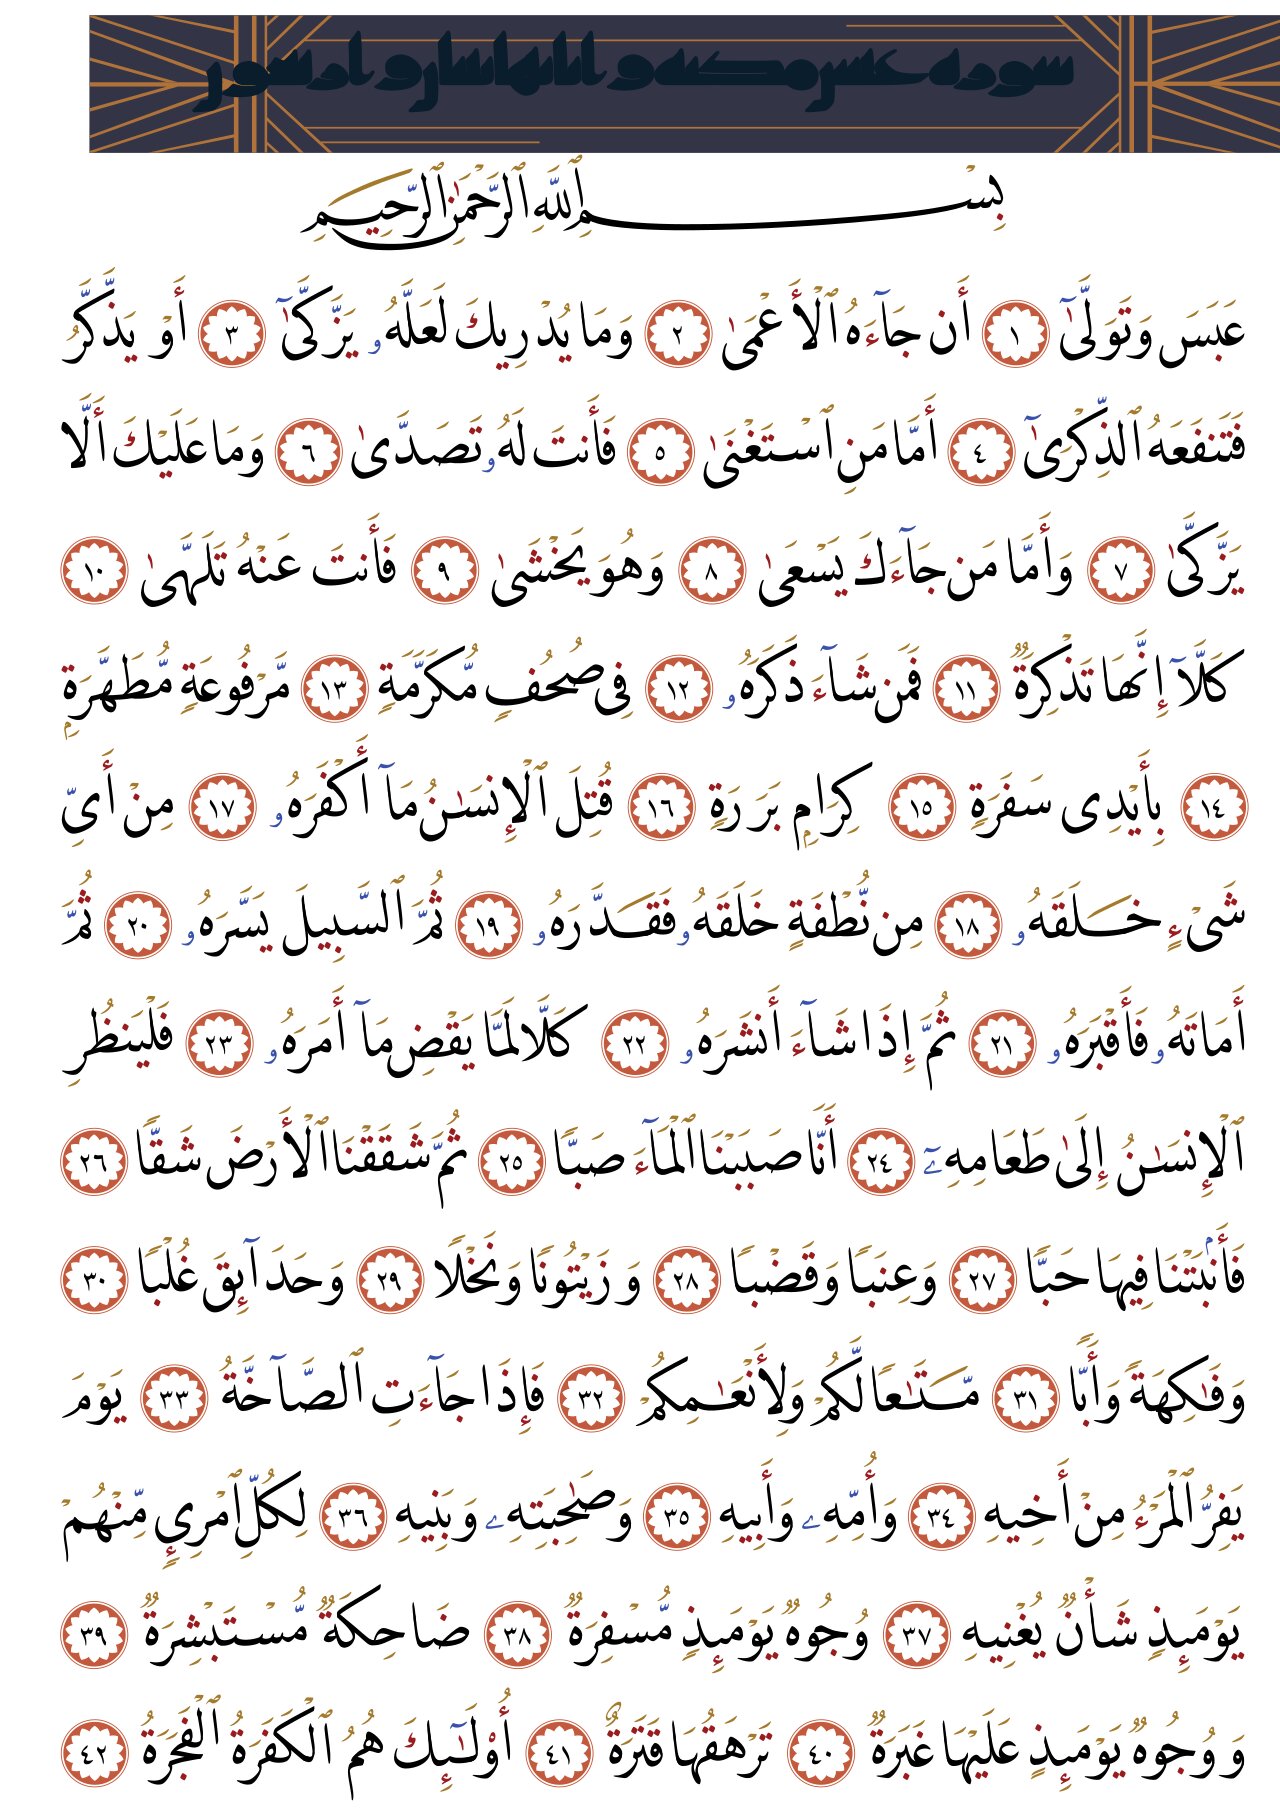 سورة عبس مكية و اياتها اثنان و اربعون
بِسْمِ ٱللَّهِ ٱلرَّحْمَٰنِ ٱلرَّحِيمِ
عَبَسَ وَتَوَلَّىٰٓ ١ أَن جَآءَهُ ٱلْأَعْمَىٰ ٢ وَمَا يُدْرِيكَ لَعَلَّهُۥ يَزَّكَّىٰٓ ٣ أَوْ يَذَّكَّرُ
فَتَنفَعَهُ ٱلذِّكْرَىٰٓ ٤ أَمَّا مَنِ ٱسْتَغْنَىٰ ٥ فَأَنتَ لَهُۥ تَصَدَّىٰ ٦ وَمَا عَلَيْكَ أَلَّا
يَزَّكَّىٰ ٧ وَأَمَّا مَن جَآءَكَ يَسْعَىٰ ٨ وَهُوَ يَخْشَىٰ ٩ فَأَنتَ عَنْهُ تَلَهَّىٰ ١٠
كَلَّآ إِنَّهَا تَذْكِرَةٌ ١١ فَمَن شَآءَ ذَكَرَهُۥ ١٢ فِى صُحُفٍ مُّكَرَّمَةٍ ١٣ مَّرْفُوعَةٍ مُّطَهَّرَةٍۭ
١٤ بِأَيْدِى سَفَرَةٍ ١٥ كِرَامٍۭ بَرَرَةٍ ١٦ قُتِلَ ٱلْإِنسَـٰنُ مَآ أَكْفَرَهُۥ ١٧ مِنْ أَىِّ
شَىْءٍ خَلَقَهُۥ ١٨ مِن نُّطْفَةٍ خَلَقَهُۥ فَقَدَّرَهُۥ ١٩ ثُمَّ ٱلسَّبِيلَ يَسَّرَهُۥ ٢٠ ثُمَّ
أَمَاتَهُۥ فَأَقْبَرَهُۥ ٢١ ثُمَّ إِذَا شَآءَ أَنشَرَهُۥ ٢٢ كَلَّا لَمَّا يَقْضِ مَآ أَمَرَهُۥ ٢٣ فَلْيَنظُرِ
ٱلْإِنسَـٰنُ إِلَىٰ طَعَامِهِۦٓ ٢٤ أَنَّا صَبَبْنَا ٱلْمَآءَ صَبًّا ٢٥ ثُمَّ شَقَقْنَا ٱلْأَرْضَ شَقًّا ٢٦
فَأَنۢبَتْنَا فِيهَا حَبًّا ٢٧ وَعِنَبًا وَقَضْبًا ٢٨ وَزَيْتُونًا وَنَخْلًا ٢٩ وَحَدَآئِقَ غُلْبًا ٣٠
وَفَـٰكِهَةً وَأَبًّا ٣١ مَّتَـٰعًا لَّكُمْ وَلِأَنْعَـٰمِكُمْ ٣٢ فَإِذَا جَآءَتِ ٱلصَّآخَّةُ ٣٣ يَوْمَ
يَفِرُّ ٱلْمَرْءُ مِنْ أَخِيهِ ٣٤ وَأُمِّهِۦ وَأَبِيهِ ٣٥ وَصَـٰحِبَتِهِۦ وَبَنِيهِ ٣٦ لِكُلِّ ٱمْرِئٍ مِّنْهُمْ
يَوْمَئِذٍ شَأْنٌ يُغْنِيهِ ٣٧ وُجُوهٌ يَوْمَئِذٍ مُّسْفِرَةٌ ٣٨ ضَاحِكَةٌ مُّسْتَبْشِرَةٌ ٣٩
وَوُجُوهٌ يَوْمَئِذٍ عَلَيْهَا غَبَرَةٌ ٤٠ تَرْهَقُهَا قَتَرَةٌ ٤١ أُو۟لَـٰٓئِكَ هُمُ ٱلْكَفَرَةُ ٱلْفَجَرَةُ ٤٢